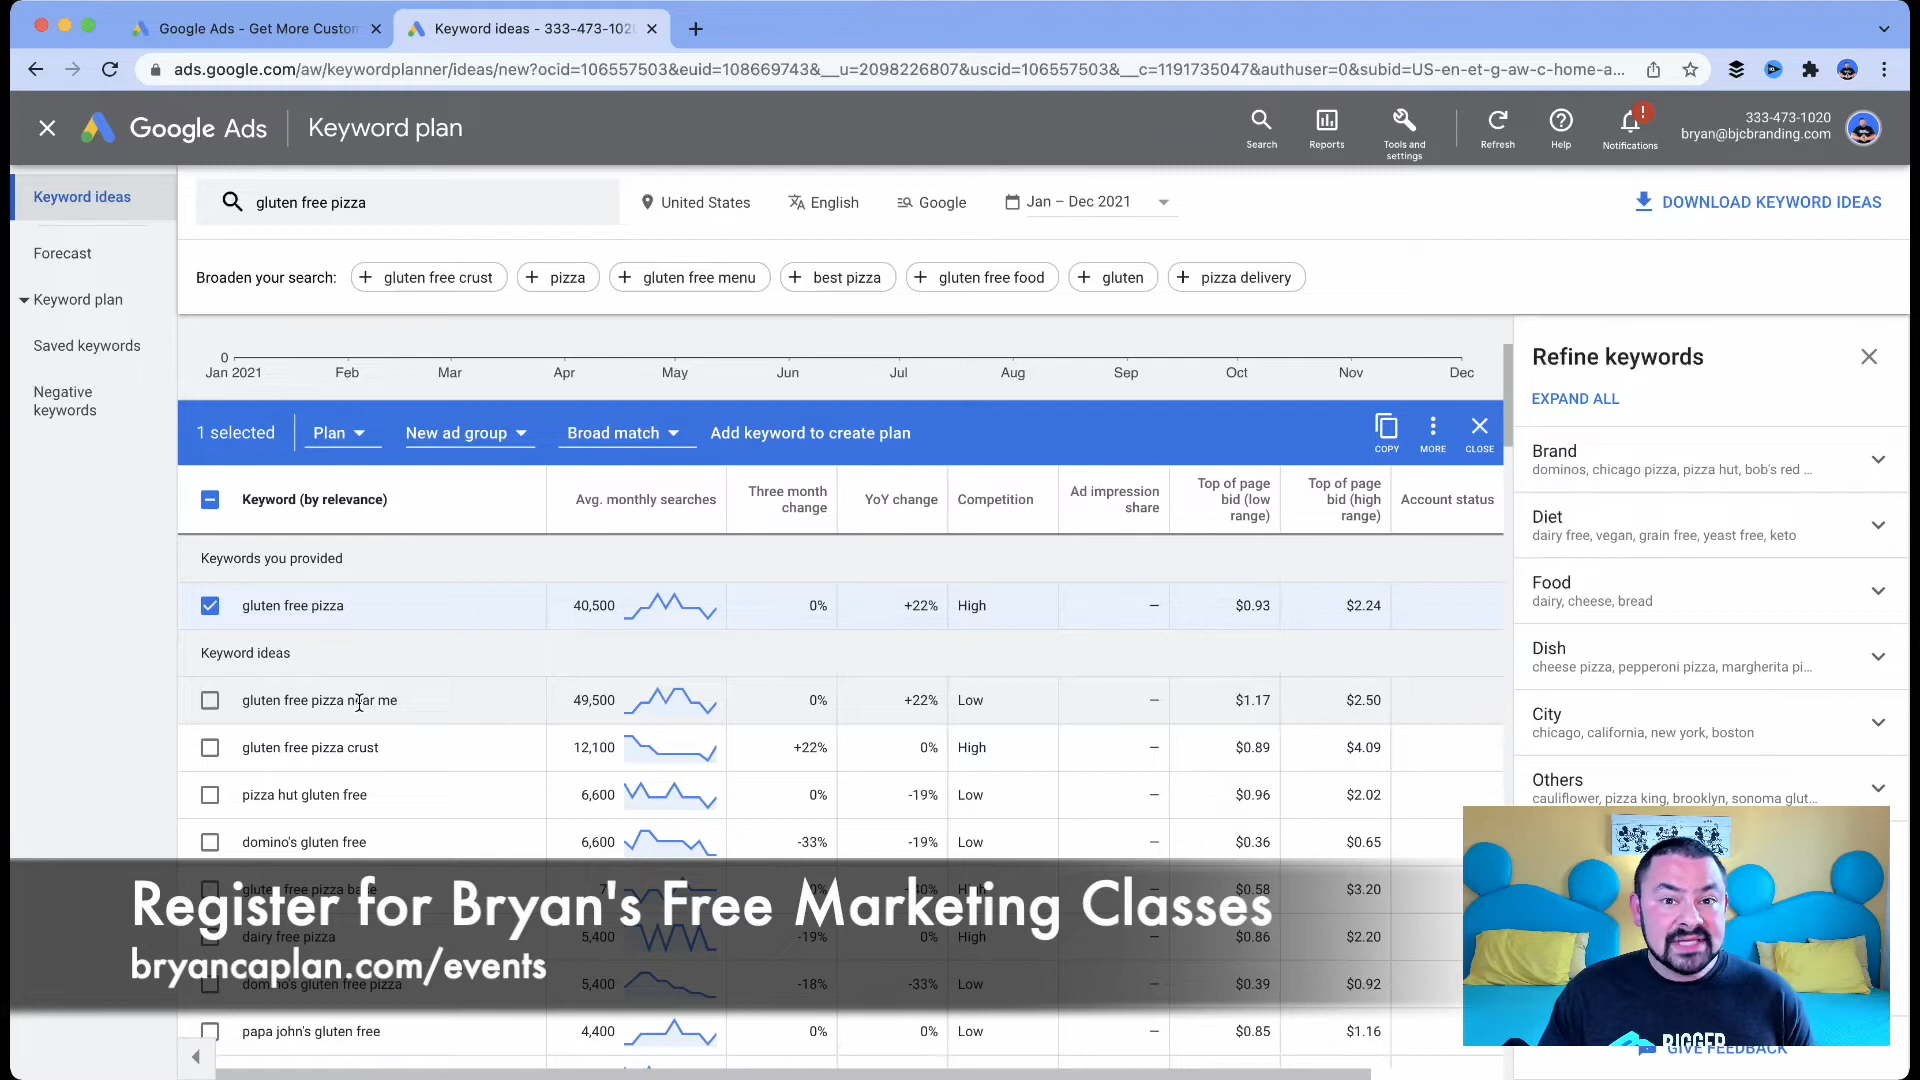 Google Ads - Get More Custom
Keyword ideas - 333-473-102
ads.google.com/aw/keywordplanner/ideas/new?ocid=106557503&euid=108669743&__u=2098226807&uscid=106557503&__c=1191735047&authuser=0&subid=US-en-et-g-aw-c-home-a...
Google Ads
Keyword plan
Search
Reports
Tools and settings
Refresh
Help
!
Notifications
333-473-1020
bryan@bjcbranding.com
Keyword ideas
Forecast
Keyword plan
Saved keywords
Negative keywords
gluten free pizza
United States
English
Google
Jan – Dec 2021
DOWNLOAD KEYWORD IDEAS
Broaden your search: gluten free crust pizza gluten free menu best pizza gluten free food gluten pizza delivery
0
Jan 2021 Feb Mar Apr May Jun Jul Aug Sep Oct Nov Dec
1 selected Plan New ad group Broad match Add keyword to create plan COPY MORE CLOSE
Keyword (by relevance) Avg. monthly searches Three month change YoY change Competition Ad impression share Top of page bid (low range) Top of page bid (high range) Account status
Keywords you provided
gluten free pizza 40,500 0% +22% High – $0.93 $2.24
Keyword ideas
gluten free pizza near me 49,500 0% +22% Low – $1.17 $2.50
gluten free pizza crust 12,100 +22% 0% High – $0.89 $4.09
pizza hut gluten free 6,600 0% -19% Low – $0.96 $2.02
domino's gluten free 6,600 -33% -19% Low – $0.36 $0.65
gluten free pizza base High $0.58 $3.20
dairy free pizza 5,400 -19% 0% High – $0.86 $2.20
domino's gluten free pizza 5,400 -18% -33% Low – $0.39 $0.92
papa john's gluten free 4,400 0% 0% Low – $0.85 $1.16
Refine keywords
EXPAND ALL
Brand
dominos, chicago pizza, pizza hut, bob's red ...
Diet
dairy free, vegan, grain free, yeast free, keto
Food
dairy, cheese, bread
Dish
cheese pizza, pepperoni pizza, margherita pi...
City
chicago, california, new york, boston
Others
cauliflower, pizza king, brooklyn, sonoma glut...
Register for Bryan's Free Marketing Classes
bryancaplan.com/events
BIGGER
GIVE FEEDBACK